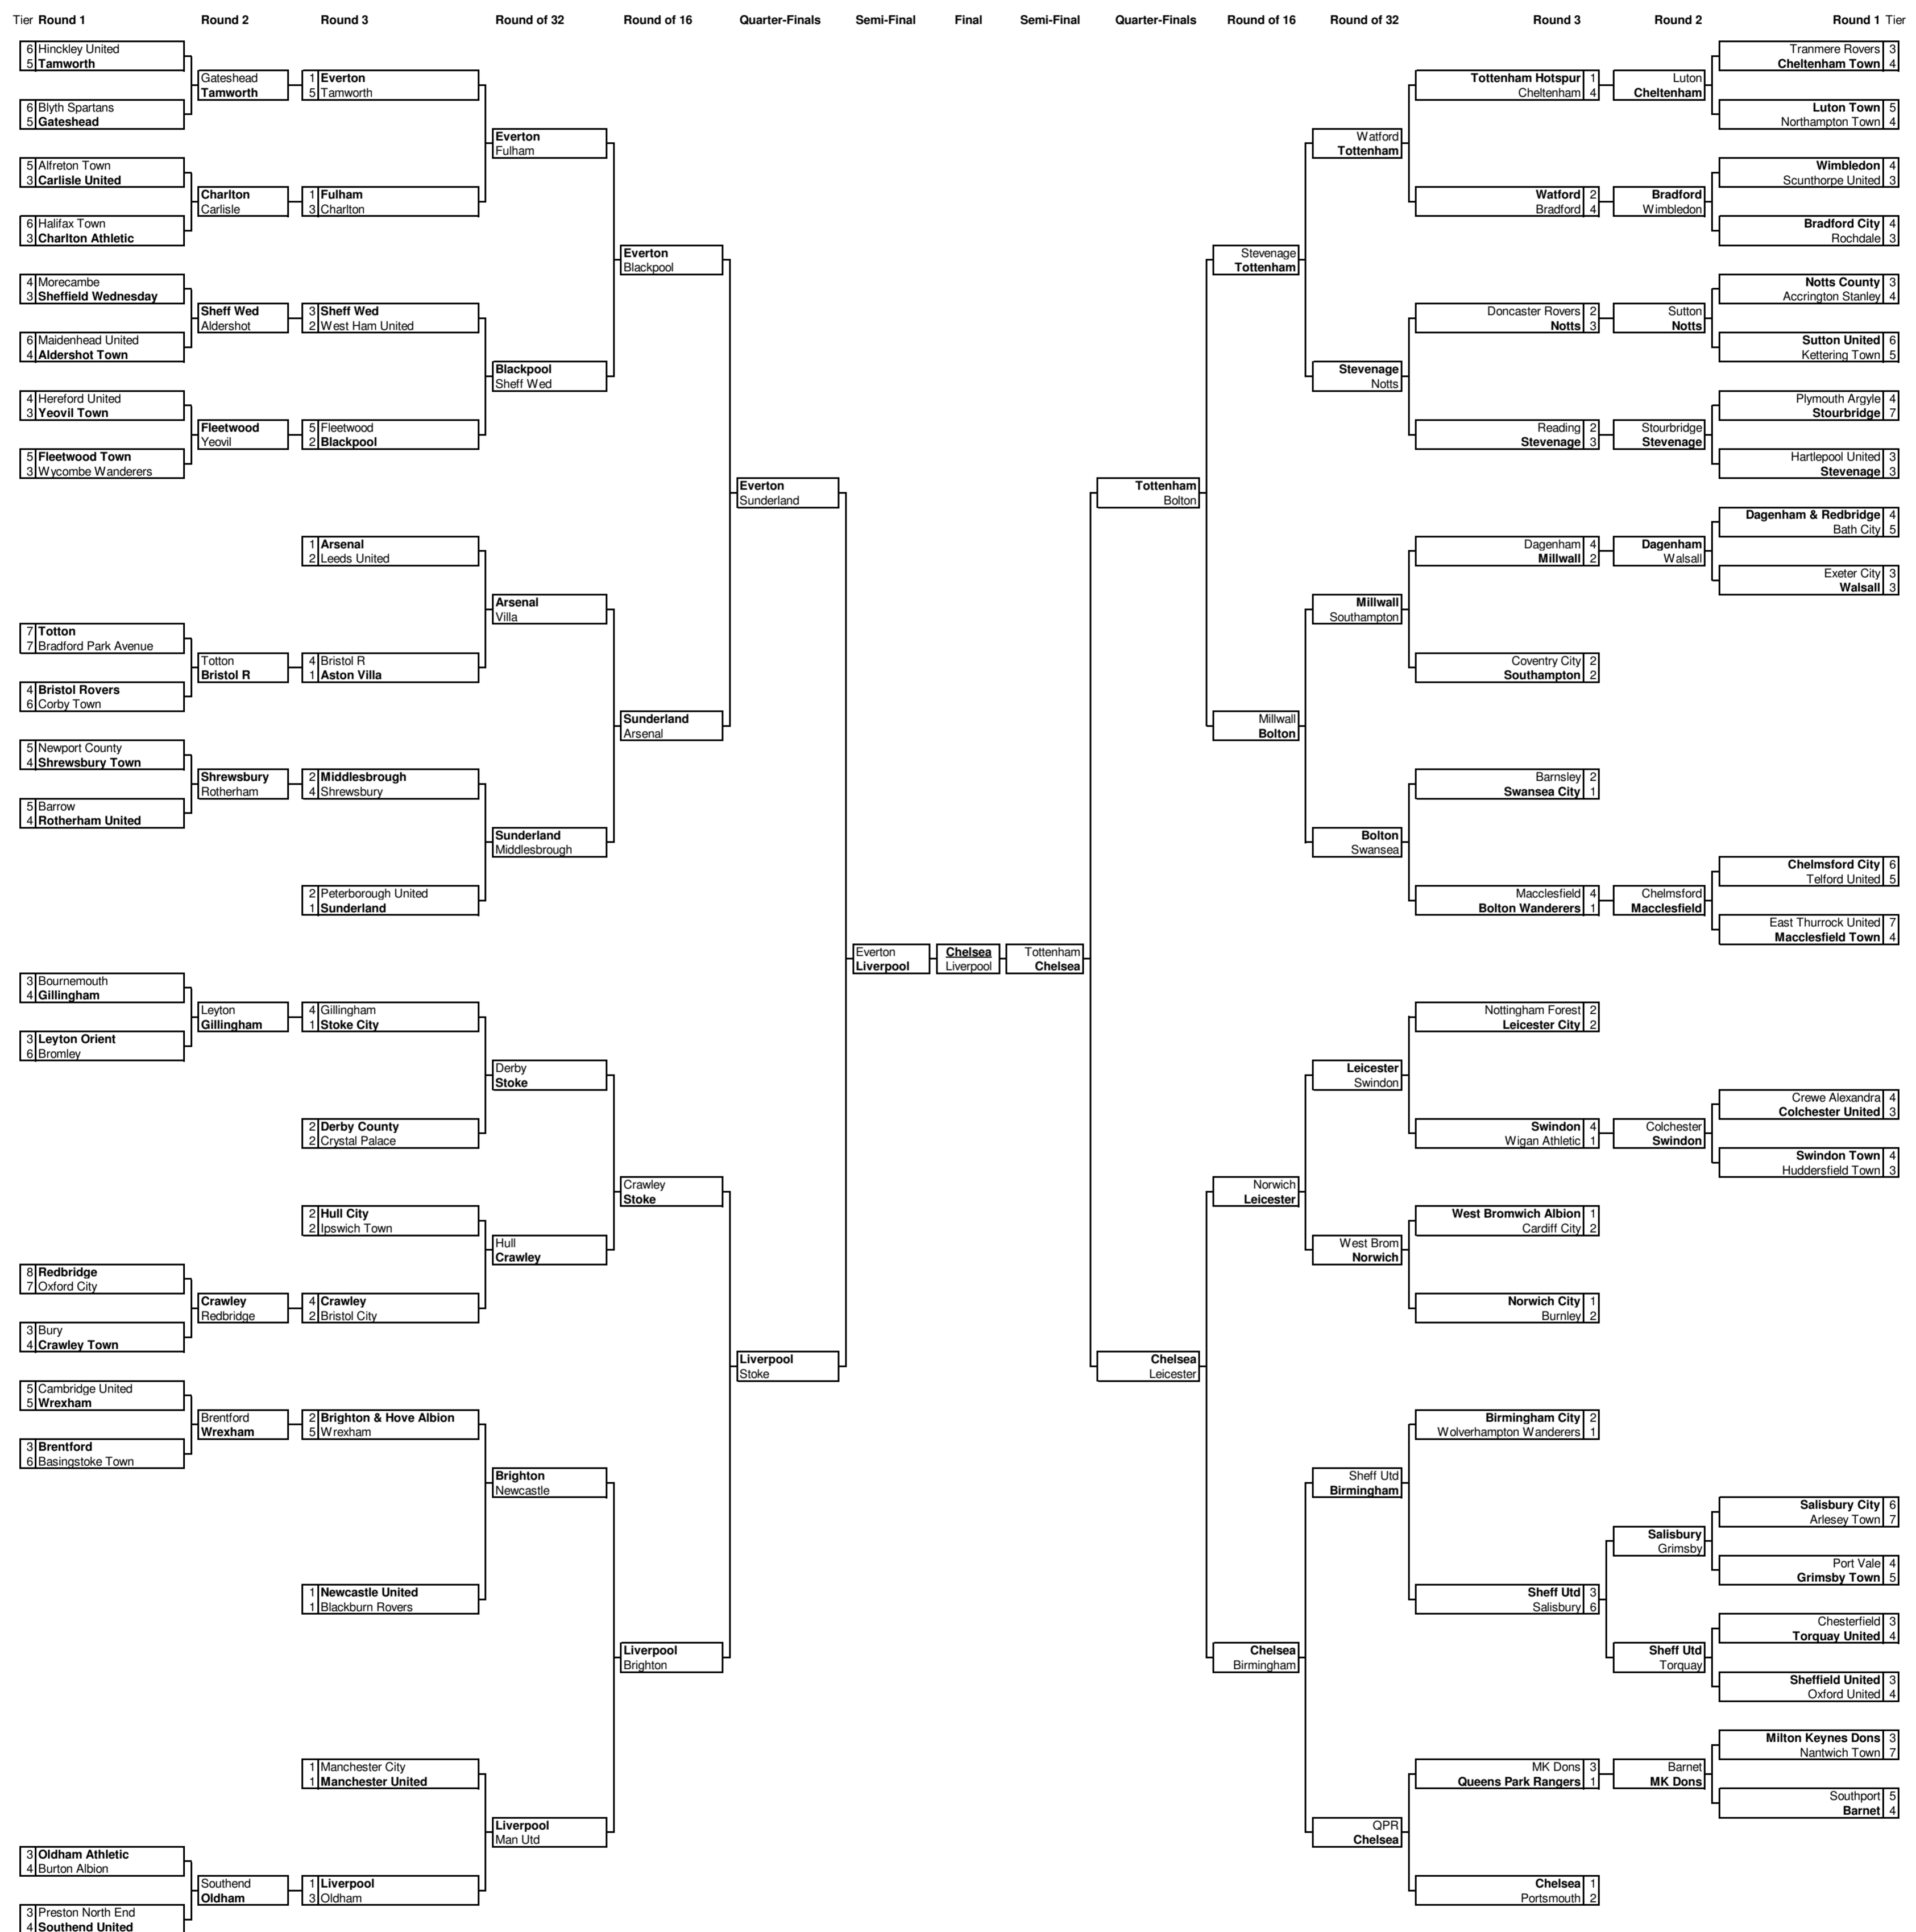 Tier Round 1 Round 2 Round 3 Round of 32 Round of 16 Quarter-Finals Semi-Final Final Semi-Final Quarter-Finals Round of 16 Round of 32 Round 3 Round 2 Round 1 Tier
6 Hinckley United
5 Tamworth
6 Blyth Spartans
5 Gateshead
5 Alfreton Town
3 Carlisle United
6 Halifax Town
3 Charlton Athletic
4 Morecambe
3 Sheffield Wednesday
6 Maidenhead United
4 Aldershot Town
4 Hereford United
3 Yeovil Town
5 Fleetwood Town
3 Wycombe Wanderers
7 Totton
7 Bradford Park Avenue
4 Bristol Rovers
6 Corby Town
5 Newport County
4 Shrewsbury Town
5 Barrow
4 Rotherham United
3 Bournemouth
4 Gillingham
3 Leyton Orient
6 Bromley
8 Redbridge
7 Oxford City
3 Bury
4 Crawley Town
5 Cambridge United
5 Wrexham
3 Brentford
6 Basingstoke Town
3 Oldham Athletic
4 Burton Albion
3 Preston North End
4 Southend United
Gateshead
Tamworth
Charlton
Carlisle
Sheff Wed
Aldershot
Fleetwood
Yeovil
Totton
Bristol R
Shrewsbury
Rotherham
Leyton
Gillingham
Crawley
Redbridge
Brentford
Wrexham
Southend
Oldham
1 Everton
5 Tamworth
1 Fulham
3 Charlton
3 Sheff Wed
2 West Ham United
5 Fleetwood
2 Blackpool
1 Arsenal
2 Leeds United
4 Bristol R
1 Aston Villa
2 Middlesbrough
4 Shrewsbury
2 Peterborough United
1 Sunderland
4 Gillingham
1 Stoke City
2 Derby County
2 Crystal Palace
2 Hull City
2 Ipswich Town
4 Crawley
2 Bristol City
2 Brighton & Hove Albion
5 Wrexham
1 Newcastle United
1 Blackburn Rovers
1 Manchester City
1 Manchester United
1 Liverpool
3 Oldham
Everton
Fulham
Blackpool
Sheff Wed
Arsenal
Villa
Sunderland
Middlesbrough
Derby
Stoke
Hull
Crawley
Brighton
Newcastle
Liverpool
Man Utd
Everton
Blackpool
Sunderland
Arsenal
Crawley
Stoke
Liverpool
Brighton
Everton
Sunderland
Liverpool
Stoke
Everton
Liverpool
Chelsea
Liverpool
Tottenham
Chelsea
Tottenham
Bolton
Chelsea
Leicester
Stevenage
Tottenham
Millwall
Bolton
Norwich
Leicester
Chelsea
Birmingham
Watford
Tottenham
Stevenage
Notts
Millwall
Southampton
Bolton
Swansea
Leicester
Swindon
West Brom
Norwich
Sheff Utd
Birmingham
QPR
Chelsea
Tottenham Hotspur 1
Cheltenham 4
Watford 2
Bradford 4
Doncaster Rovers 2
Notts 3
Reading 2
Stevenage 3
Dagenham 4
Millwall 2
Coventry City 2
Southampton 2
Barnsley 2
Swansea City 1
Macclesfield 4
Bolton Wanderers 1
Nottingham Forest 2
Leicester City 2
Swindon 4
Wigan Athletic 1
West Bromwich Albion 1
Cardiff City 2
Norwich City 1
Burnley 2
Birmingham City 2
Wolverhampton Wanderers 1
Sheff Utd 3
Salisbury 6
MK Dons 3
Queens Park Rangers 1
Chelsea 1
Portsmouth 2
Luton
Cheltenham
Bradford
Wimbledon
Sutton
Notts
Stourbridge
Stevenage
Dagenham
Walsall
Chelmsford
Macclesfield
Colchester
Swindon
Salisbury
Grimsby
Sheff Utd
Torquay
Barnet
MK Dons
Tranmere Rovers 3
Cheltenham Town 4
Luton Town 5
Northampton Town 4
Wimbledon 4
Scunthorpe United 3
Bradford City 4
Rochdale 3
Notts County 3
Accrington Stanley 4
Sutton United 6
Kettering Town 5
Plymouth Argyle 4
Stourbridge 7
Hartlepool United 3
Stevenage 3
Dagenham & Redbridge 4
Bath City 5
Exeter City 3
Walsall 3
Chelmsford City 6
Telford United 5
East Thurrock United 7
Macclesfield Town 4
Crewe Alexandra 4
Colchester United 3
Swindon Town 4
Huddersfield Town 3
Salisbury City 6
Arlesey Town 7
Port Vale 4
Grimsby Town 5
Chesterfield 3
Torquay United 4
Sheffield United 3
Oxford United 4
Milton Keynes Dons 3
Nantwich Town 7
Southport 5
Barnet 4